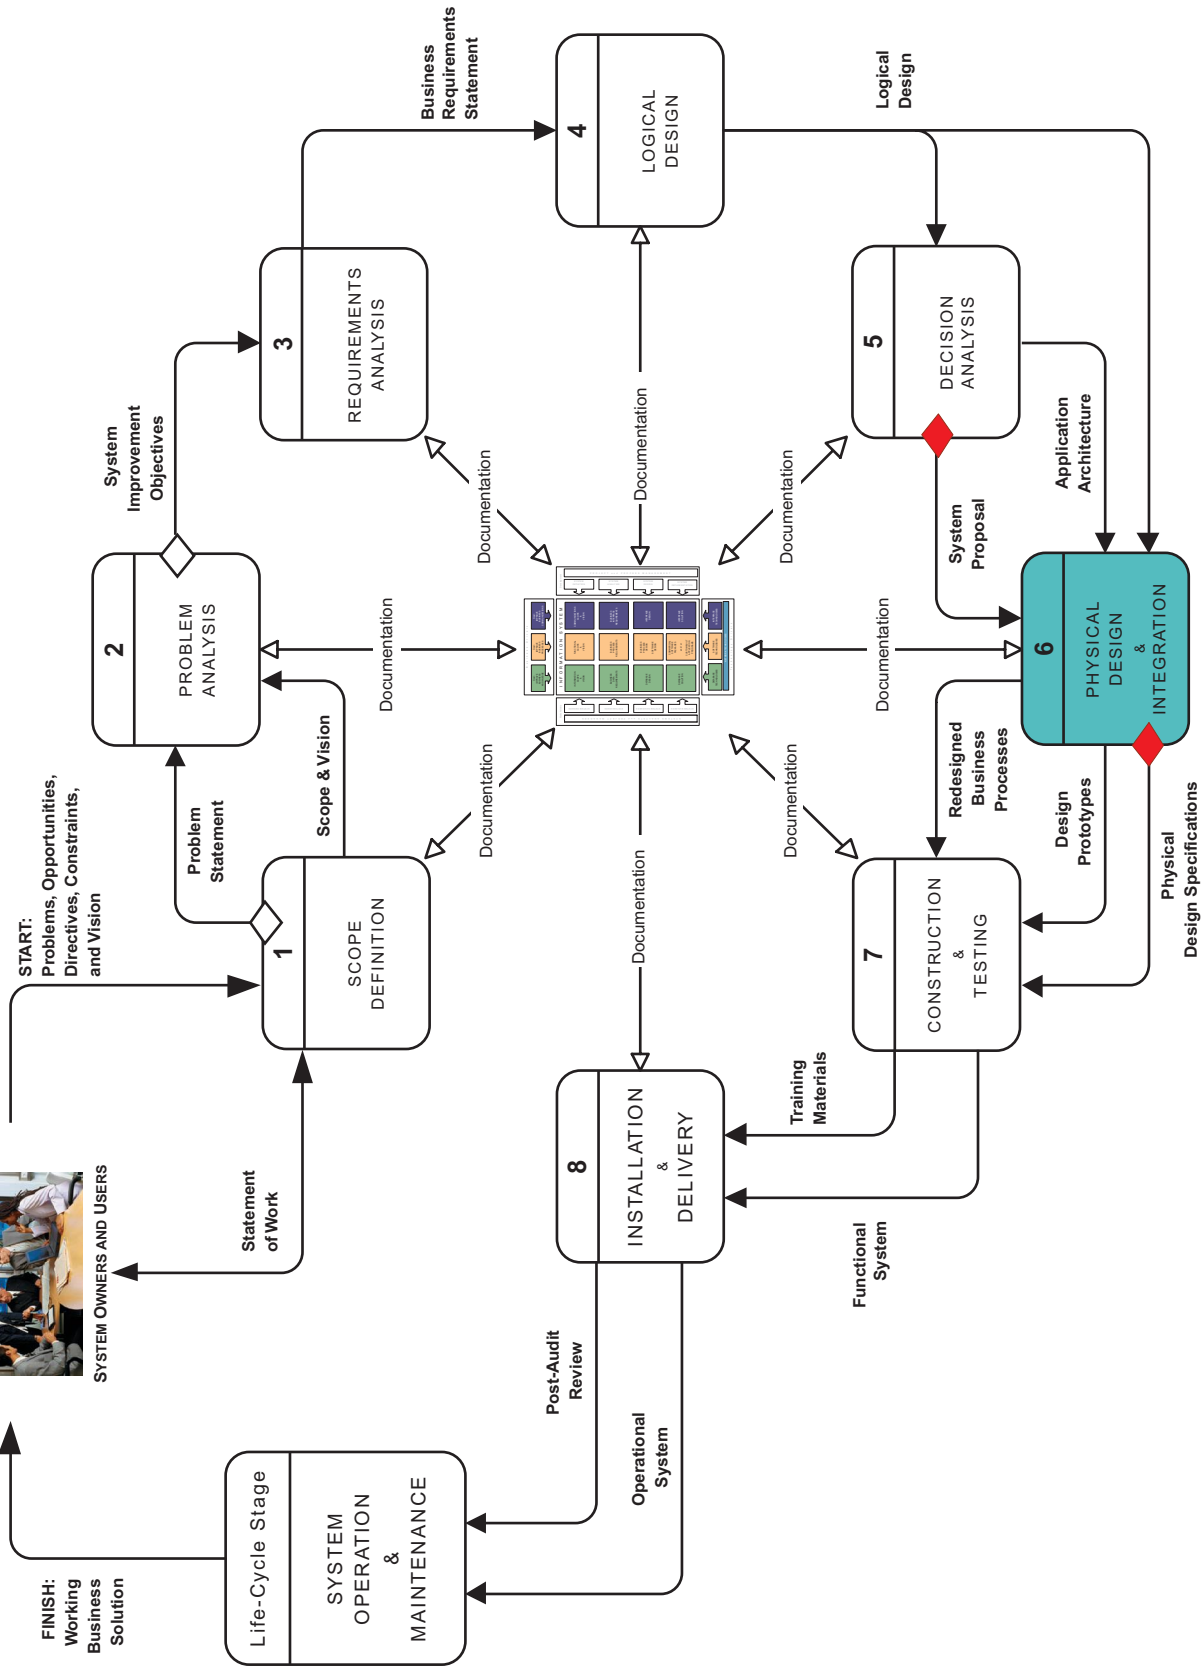 START:
Problems, Opportunities,
Directives, Constraints,
and Vision
FINISH:
Working
Business
Solution
SYSTEM OWNERS AND USERS
Statement
of Work
1
SCOPE
DEFINITION
Problem
Statement
Scope & Vision
2
PROBLEM
ANALYSIS
System
Improvement
Objectives
3
REQUIREMENTS
ANALYSIS
Business
Requirements
Statement
4
LOGICAL
DESIGN
Logical
Design
5
DECISION
ANALYSIS
System
Proposal
Application
Architecture
6
PHYSICAL
DESIGN
&
INTEGRATION
Redesigned
Business
Processes
Design
Prototypes
Physical
Design Specifications
7
CONSTRUCTION
&
TESTING
Training
Materials
Functional
System
8
INSTALLATION
&
DELIVERY
Post-Audit
Review
Operational
System
Life-Cycle Stage
SYSTEM
OPERATION
&
MAINTENANCE
Documentation
Documentation
Documentation
Documentation
Documentation
Documentation
Documentation
Documentation
INFORMATION SYSTEM